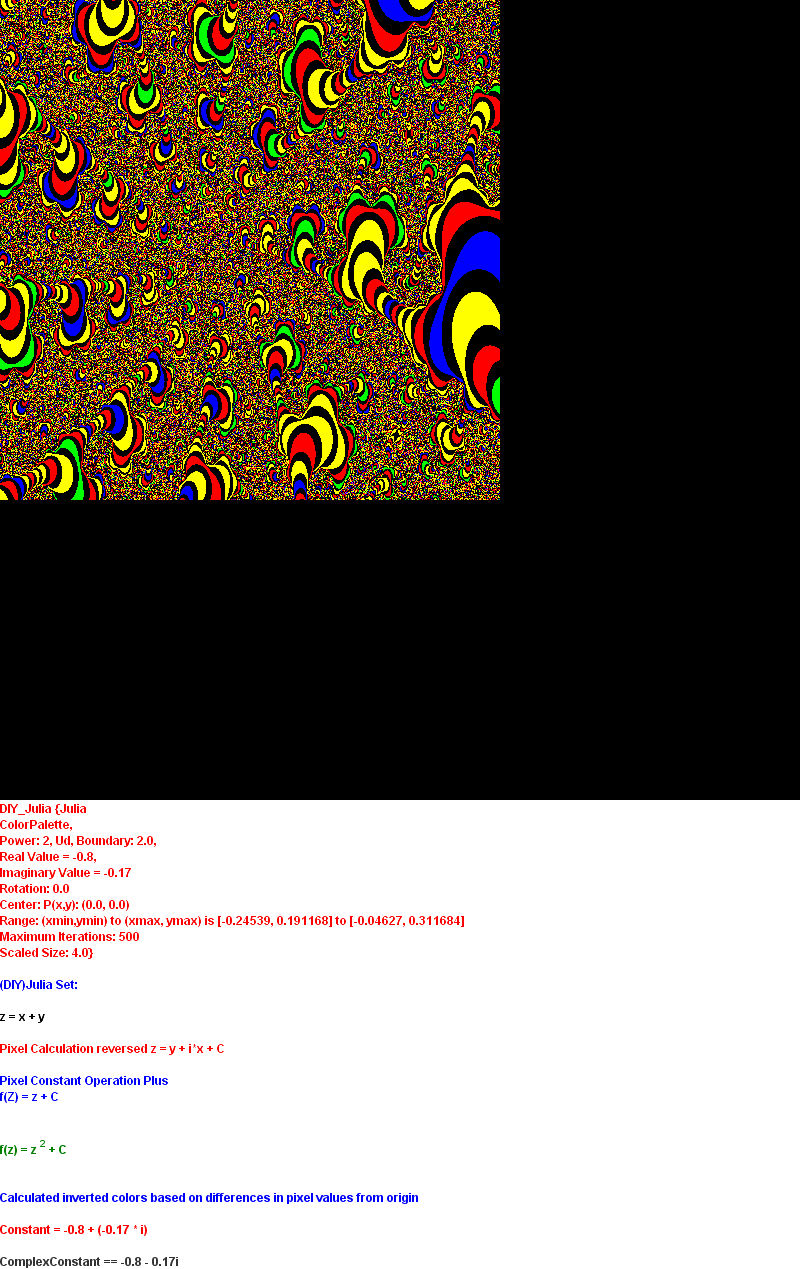 DIY_Julia {Julia
ColorPalette,
Power: 2, Ud, Boundary: 2.0,
Real Value = -0.8,
Imaginary Value = -0.17
Rotation: 0.0
Center: P(x,y): (0.0, 0.0)
Range: (xmin,ymin) to (xmax, ymax) is [-0.24539, 0.191168] to [-0.04627, 0.311684]
Maximum Iterations: 500
Scaled Size: 4.0}
(DIY)Julia Set:
z = x + y
Pixel Calculation reversed z = y + i*x + C
Pixel Constant Operation Plus
f(Z) = z + C
f(z) = z 2 + C
Calculated inverted colors based on differences in pixel values from origin
Constant = -0.8 + (-0.17 * i)
ComplexConstant == -0.8 - 0.17i